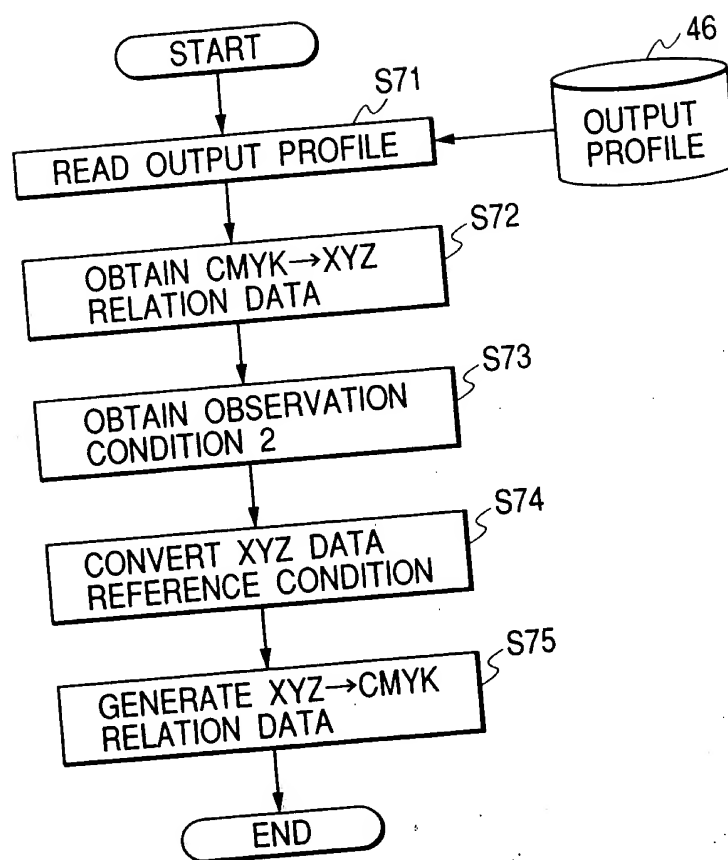 START
46
S71
READ OUTPUT PROFILE
OUTPUT
PROFILE
S72
OBTAIN CMYK→XYZ
RELATION DATA
S73
OBTAIN OBSERVATION
CONDITION 2
S74
CONVERT XYZ DATA
REFERENCE CONDITION
S75
GENERATE XYZ→CMYK
RELATION DATA
END